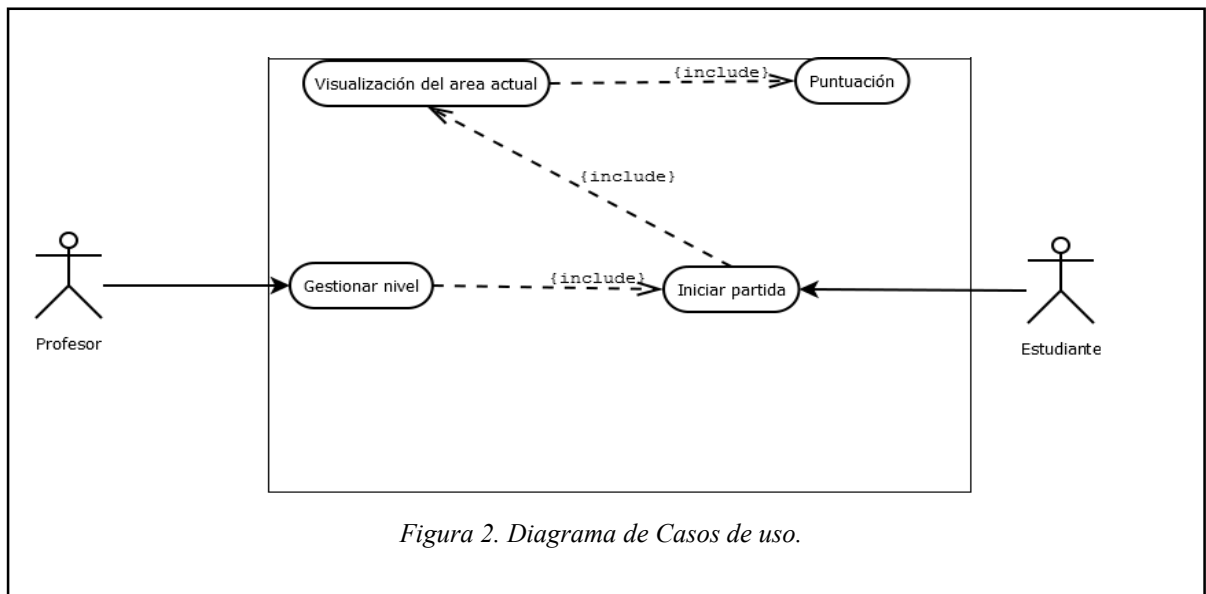 Visualización del area actual
{include}
Puntuación
{include}
Gestionar nivel
{include}
Iniciar partida
Profesor
Estudiante
Figura 2. Diagrama de Casos de uso.